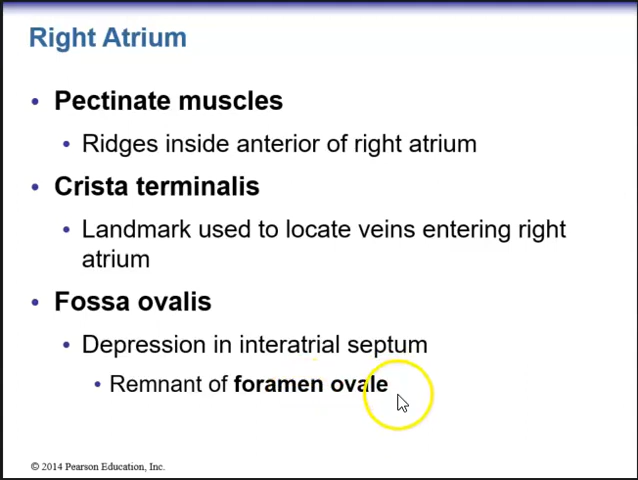 Right Atrium
• Pectinate muscles
• Ridges inside anterior of right atrium
• Crista terminalis
• Landmark used to locate veins entering right
atrium
• Fossa ovalis
• Depression in interatrial septum
• Remnant of foramen ovale
© 2014 Pearson Education, Inc.